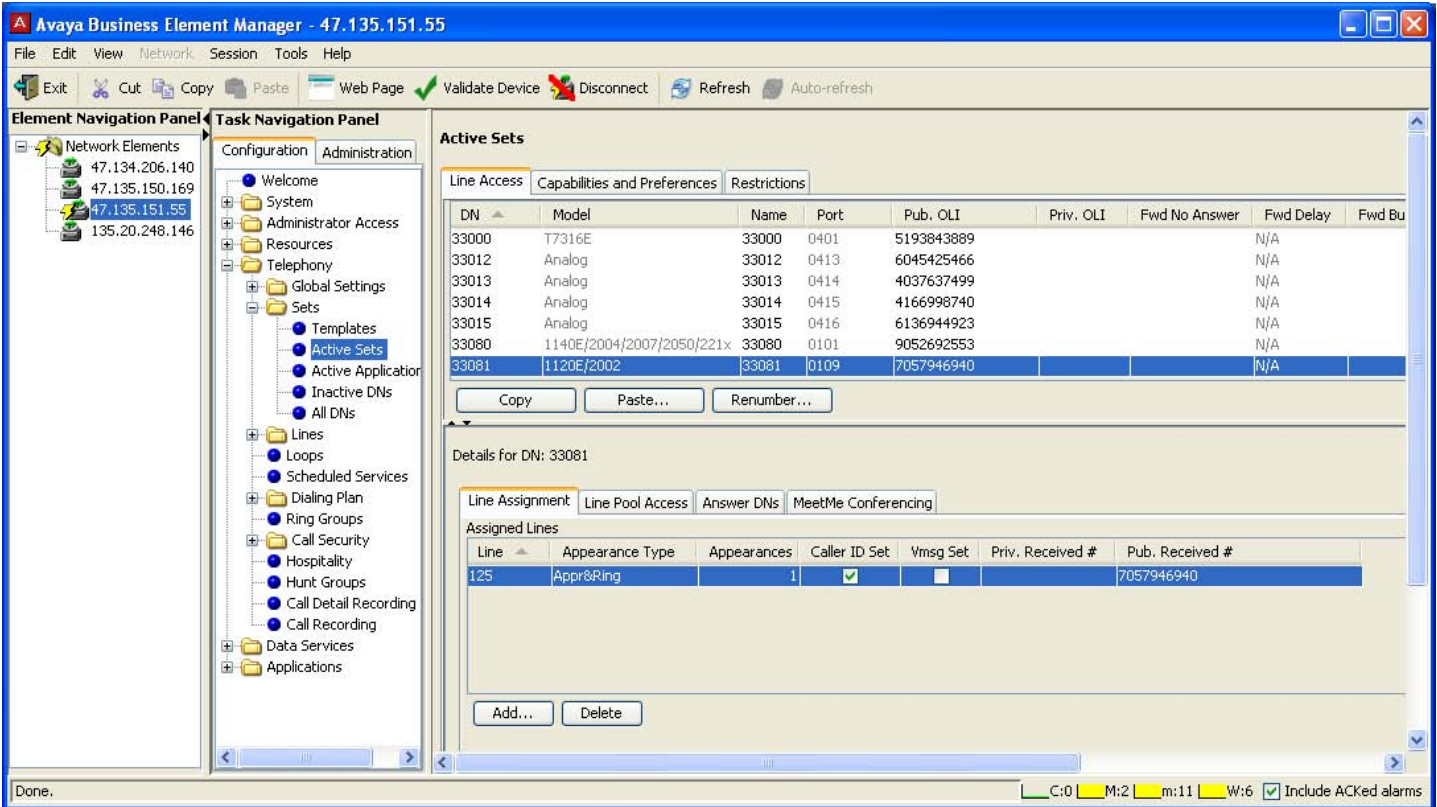 A Avaya Business Element Manager - 47.135.151.55
File Edit View Network Session Tools Help
Exit Cut Copy Paste Web Page Validate Device Disconnect Refresh Auto-refresh
Element Navigation Panel
Network Elements
47.134.206.140
47.135.150.169
47.135.151.55
135.20.248.146
Task Navigation Panel
Configuration Administration
Welcome
System
Administrator Access
Resources
Telephony
Global Settings
Sets
Templates
Active Sets
Active Application
Inactive DNs
All DNs
Lines
Loops
Scheduled Services
Dialing Plan
Ring Groups
Call Security
Hospitality
Hunt Groups
Call Detail Recording
Call Recording
Data Services
Applications
Active Sets
Line Access Capabilities and Preferences Restrictions
DN Model Name Port Pub. OLI Priv. OLI Fwd No Answer Fwd Delay Fwd Bu
33000 T7316E 33000 0401 5193843889 N/A
33012 Analog 33012 0413 6045425466 N/A
33013 Analog 33013 0414 4037637499 N/A
33014 Analog 33014 0415 4166998740 N/A
33015 Analog 33015 0416 6136944923 N/A
33080 1140E/2004/2007/2050/221x 33080 0101 9052692553 N/A
33081 1120E/2002 33081 0109 7057946940 N/A
Copy Paste... Renumber...
Details for DN: 33081
Line Assignment Line Pool Access Answer DNs MeetMe Conferencing
Assigned Lines
Line Appearance Type Appearances Caller ID Set Vmsg Set Priv. Received # Pub. Received #
125 Appr&Ring 1 7057946940
Add... Delete
Done. C:0 M:2 m:11 W:6 Include ACKed alarms